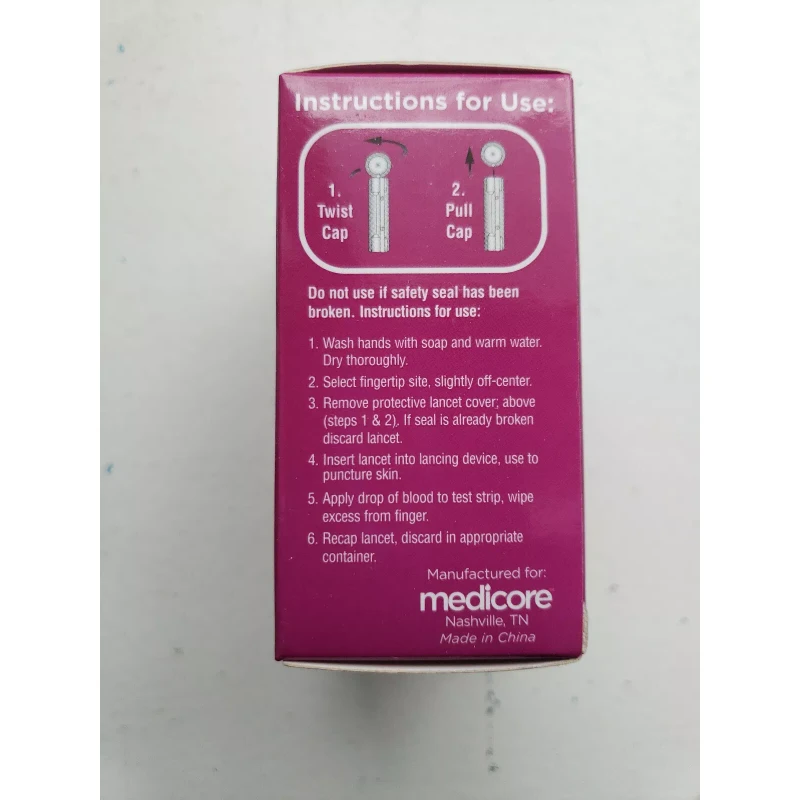 Instructions for Use:
1.
Twist
Cap
2.
Pull
Cap
Do not use if safety seal has been
broken. Instructions for use:
1. Wash hands with soap and warm water.
Dry thoroughly.
2. Select fingertip site, slightly off-center.
3. Remove protective lancet cover; above
(steps 1 & 2). If seal is already broken
discard lancet.
4. Insert lancet into lancing device, use to
puncture skin.
5. Apply drop of blood to test strip, wipe
excess from finger.
6. Recap lancet, discard in appropriate
container.
Manufactured for:
medicore
Nashville, TN
Made in China